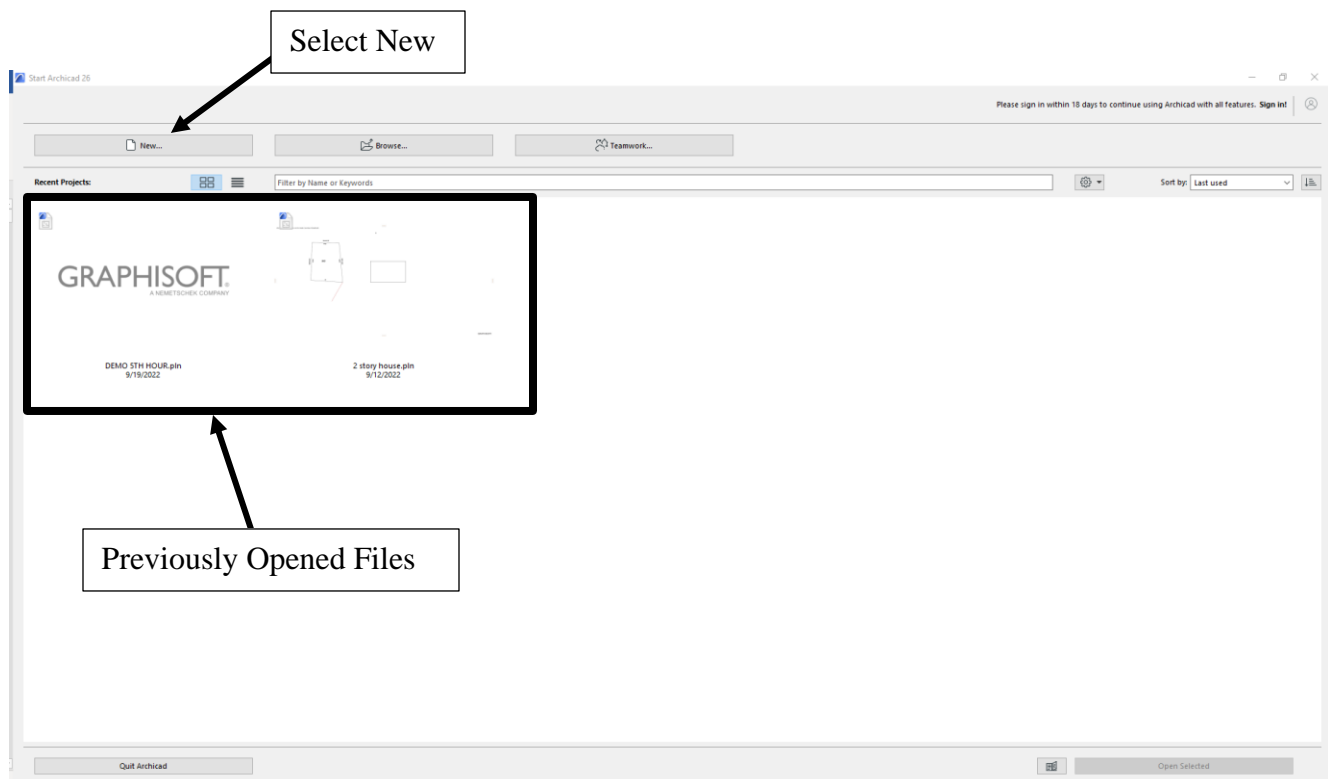 Select New
Start Archicad 26
Please sign in within 18 days to continue using Archicad with all features. Sign in!
New...
Browse...
Teamwork...
Recent Projects:
Filter by Name or Keywords
Sort by:
Last used
GRAPHISOFT.
A NEMETSCHEK COMPANY
DEMO 5TH HOUR.pln
9/19/2022
2 story house.pln
9/12/2022
Previously Opened Files
Quit Archicad
Open Selected